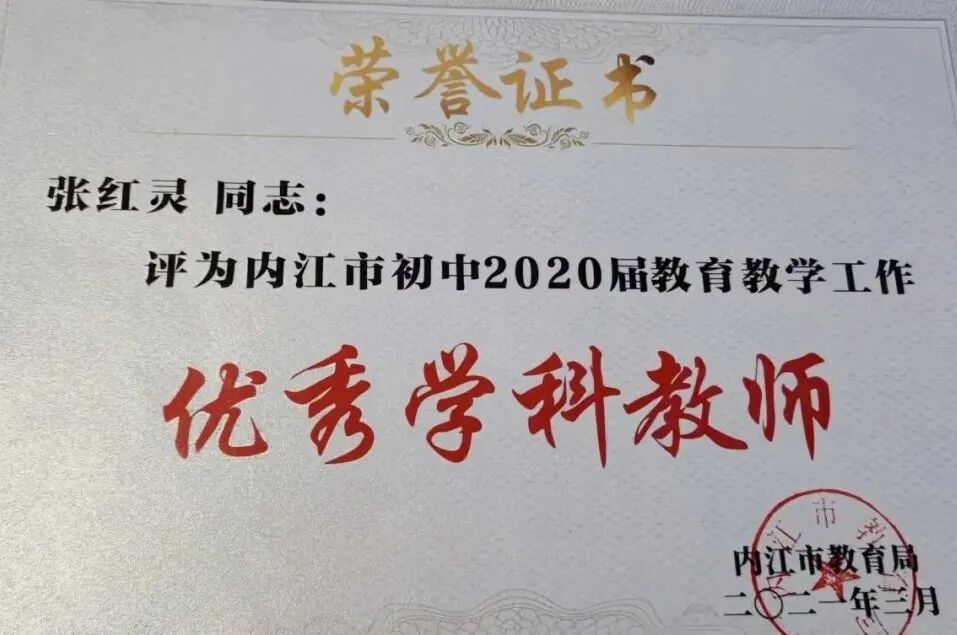 荣誉证书
张红灵 同志：
评为内江市初中2020届教育教学工作
优秀学科教师
内江市教育局
二〇二一年三月